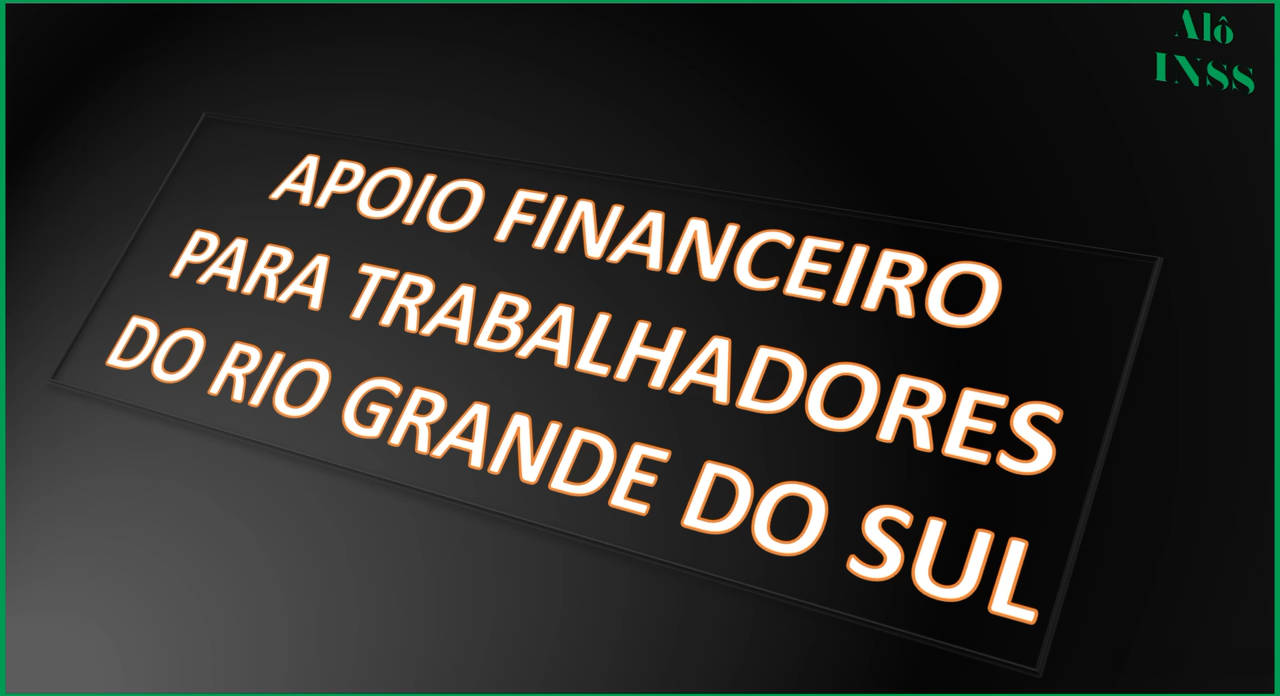 Alô
INSS
APOIO FINANCEIRO
PARA TRABALHADORES
DO RIO GRANDE DO SUL